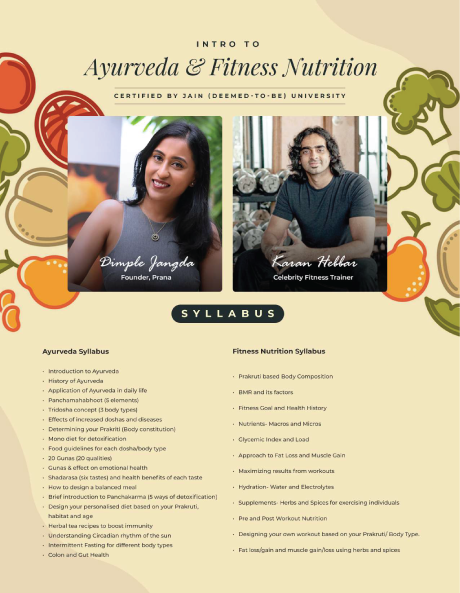 INTRO TO
Ayurveda & Fitness Nutrition
CERTIFIED BY JAIN (DEEMED-TO-BE) UNIVERSITY
Dimple Jangda
Founder, Prana
Karan Hebbar
Celebrity Fitness Trainer
SYLLABUS
Ayurveda Syllabus
• Introduction to Ayurveda
• History of Ayurveda
• Application of Ayurveda in daily life
• Panchamahabhoot (5 elements)
• Tridosha concept (3 body types)
• Effects of increased doshas and diseases
• Determining your Prakriti (Body constitution)
• Mono diet for detoxification
• Food guidelines for each dosha/body type
• 20 Gunas (20 qualities)
• Gunas & effect on emotional health
• Shadarasa (six tastes) and health benefits of each taste
• How to design a balanced meal
• Brief introduction to Panchakarma (5 ways of detoxification)
• Design your personalised diet based on your Prakruti,
habitat and age
• Herbal tea recipes to boost immunity
• Understanding Circadian rhythm of the sun
• Intermittent Fasting for different body types
• Colon and Gut Health
Fitness Nutrition Syllabus
• Prakruti based Body Composition
• BMR and its factors
• Fitness Goal and Health History
• Nutrients- Macros and Micros
• Glycemic Index and Load
• Approach to Fat Loss and Muscle Gain
• Maximizing results from workouts
• Hydration- Water and Electrolytes
• Supplements- Herbs and Spices for exercising individuals
• Pre and Post Workout Nutrition
• Designing your own workout based on your Prakruti/ Body Type.
• Fat loss/gain and muscle gain/loss using herbs and spices